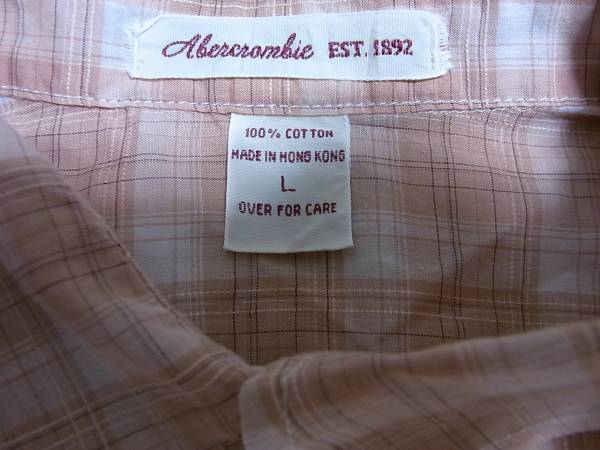 Abercrombie EST. 1892
100% COTTON
MADE IN HONG KONG
L
OVER FOR CARE